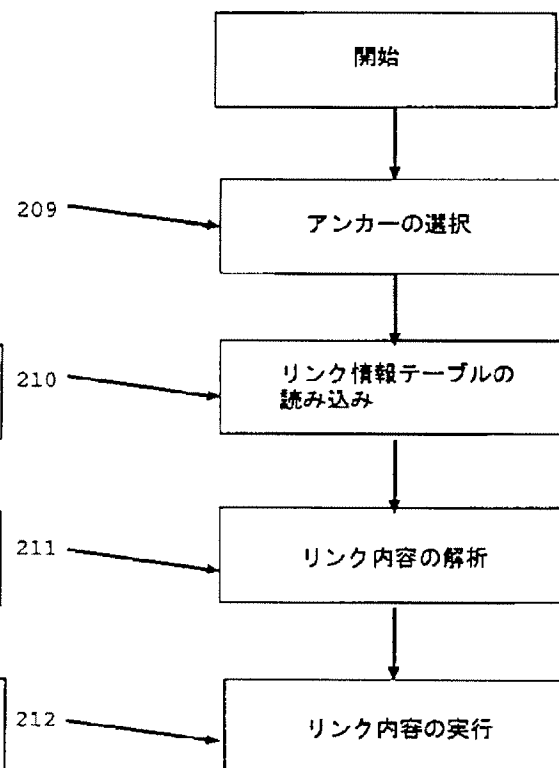 開始
209
アンカーの選択
210
リンク情報テーブルの
読み込み
211
リンク内容の解析
212
リンク内容の実行